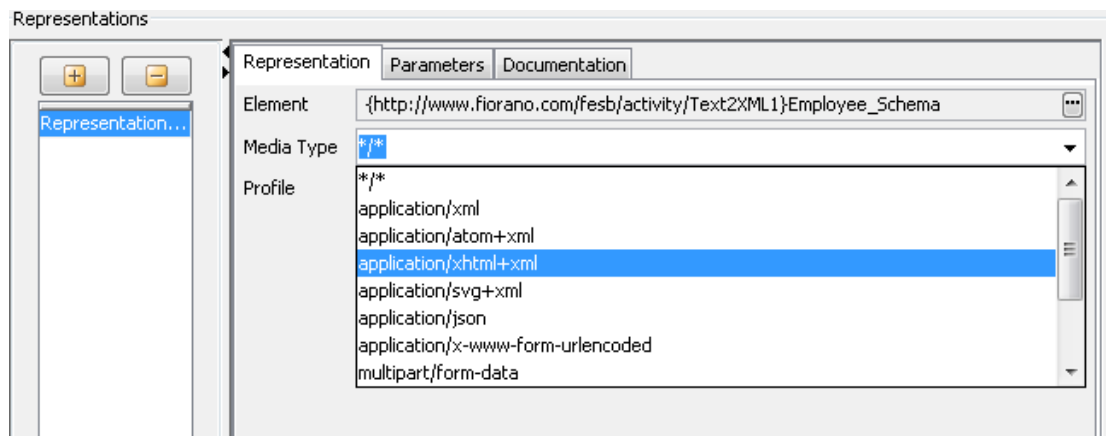 Representations
Representation...
Representation Parameters Documentation
Element {http://www.fiorano.com/fesb/activity/Text2XML1}Employee_Schema
Media Type */*
Profile
*/*
application/xml
application/atom+xml
application/xhtml+xml
application/svg+xml
application/json
application/x-www-form-urlencoded
multipart/form-data